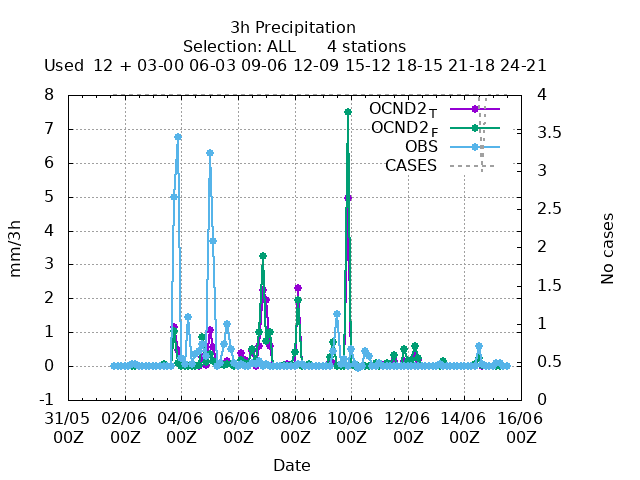 3h Precipitation
Selection: ALL 4 stations
Used 12 + 03-00 06-03 09-06 12-09 15-12 18-15 21-18 24-21
mm/3h
8
7
6
5
4
3
2
1
0
-1
OCND2T
OCND2F
OBS
CASES
4
3.5
3
2.5
2
1.5
1
0.5
0
No cases
31/05 02/06 04/06 06/06 08/06 10/06 12/06 14/06 16/06
00Z 00Z 00Z 00Z 00Z 00Z 00Z 00Z 00Z
Date